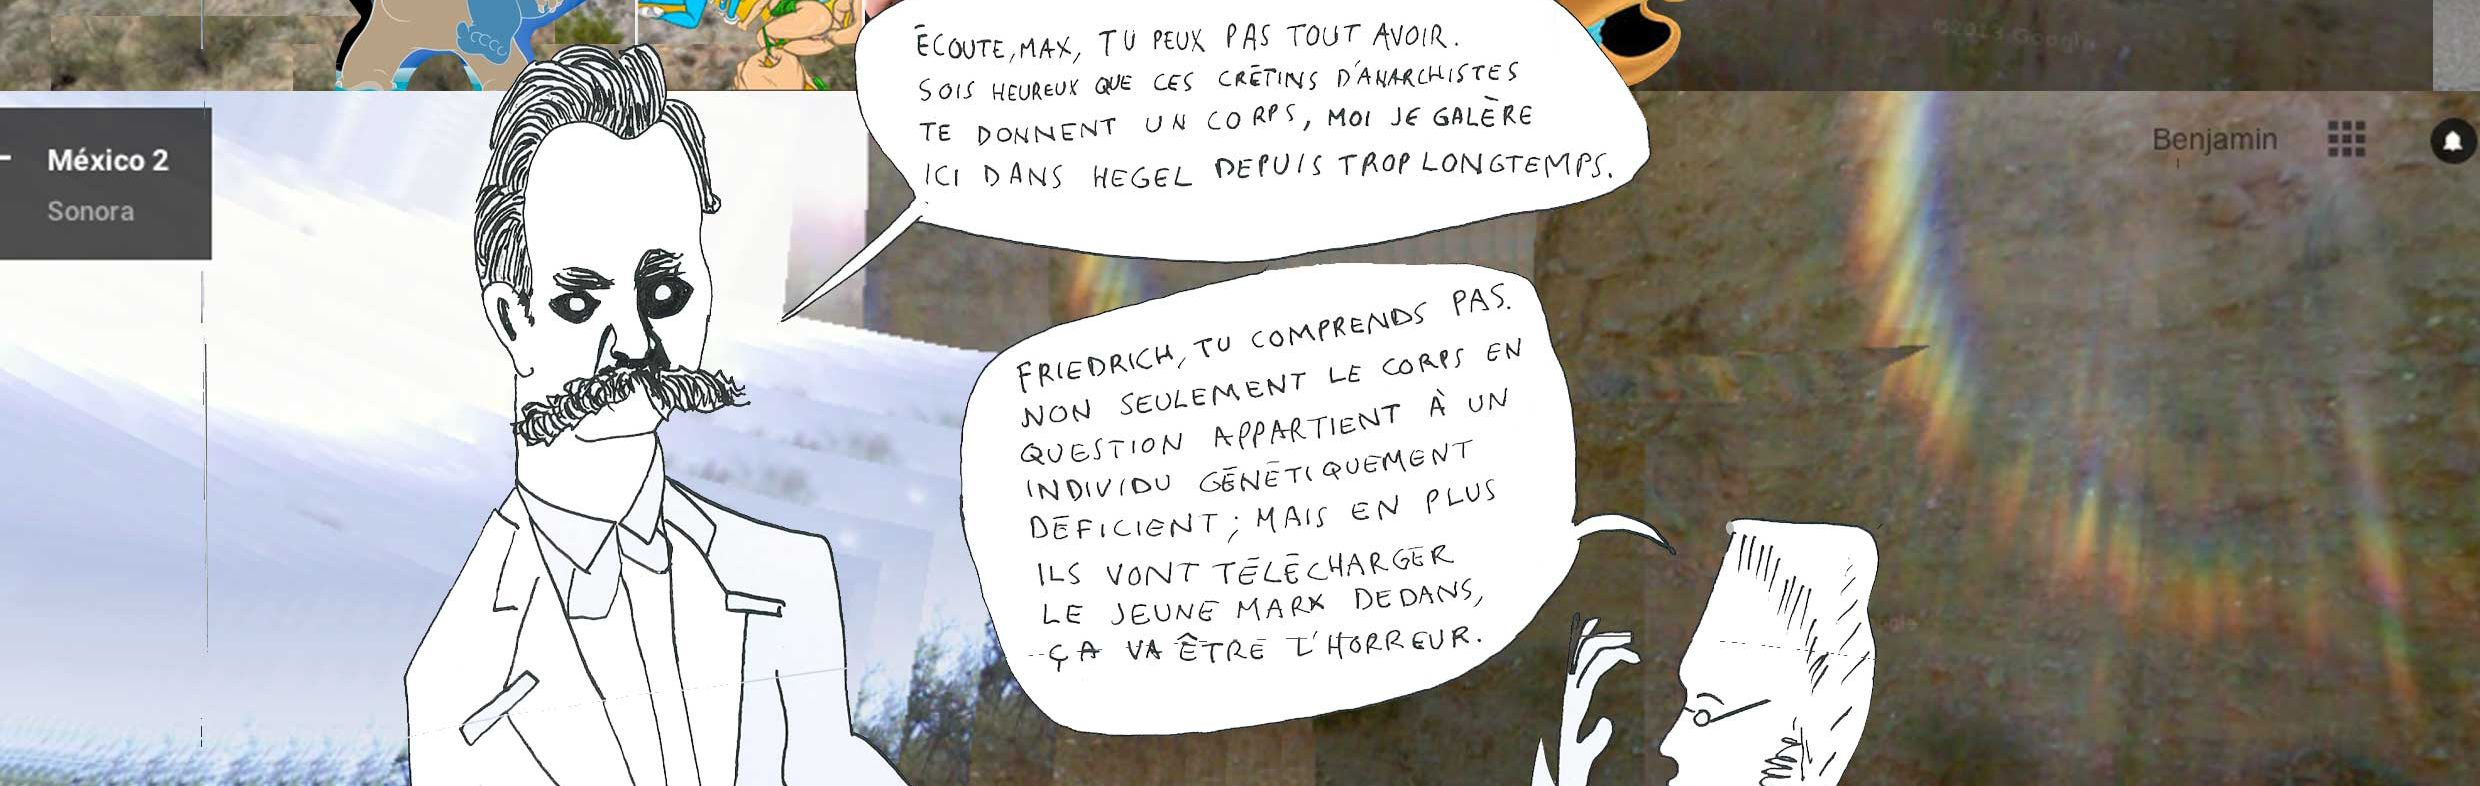 ©2013 Google
ÉCOUTE, MAX, TU PEUX PAS TOUT AVOIR.
SOIS HEUREUX QUE CES CRÉTINS D'ANARCHISTES
TE DONNENT UN CORPS, MOI JE GALÈRE
ICI DANS HEGEL DEPUIS TROP LONGTEMPS.
México 2
Sonora
Benjamin
FRIEDRICH, TU COMPRENDS PAS.
NON SEULEMENT LE CORPS EN
QUESTION APPARTIENT À UN
INDIVIDU GÉNÉTIQUEMENT
DÉFICIENT; MAIS EN PLUS
ILS VONT TÉLÉCHARGER
LE JEUNE MARX DEDANS,
ÇA VA ÊTRE L'HORREUR.